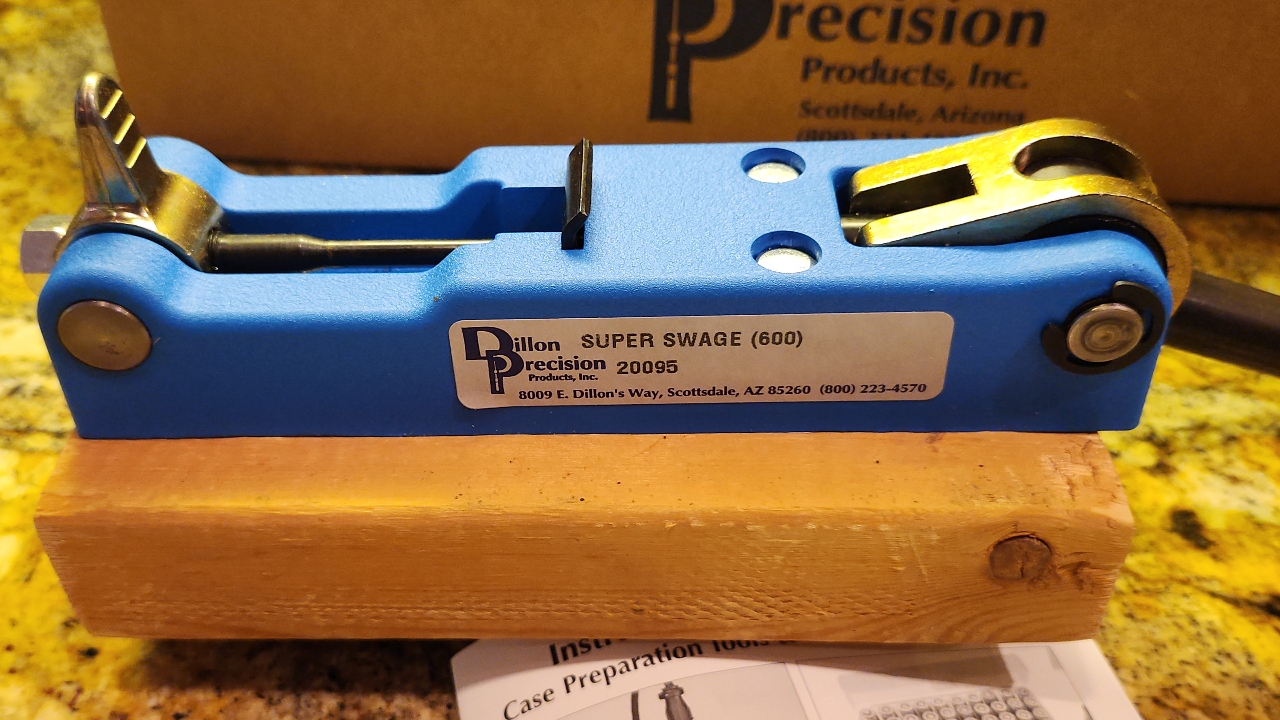 Precision
Products, Inc.
Scottsdale, Arizona
(800)
Dillon
Precision
Products, Inc.
SUPER SWAGE (600)
20095
8009 E. Dillon's Way, Scottsdale, AZ 85260 (800) 223-4570
Case Preparation Tools